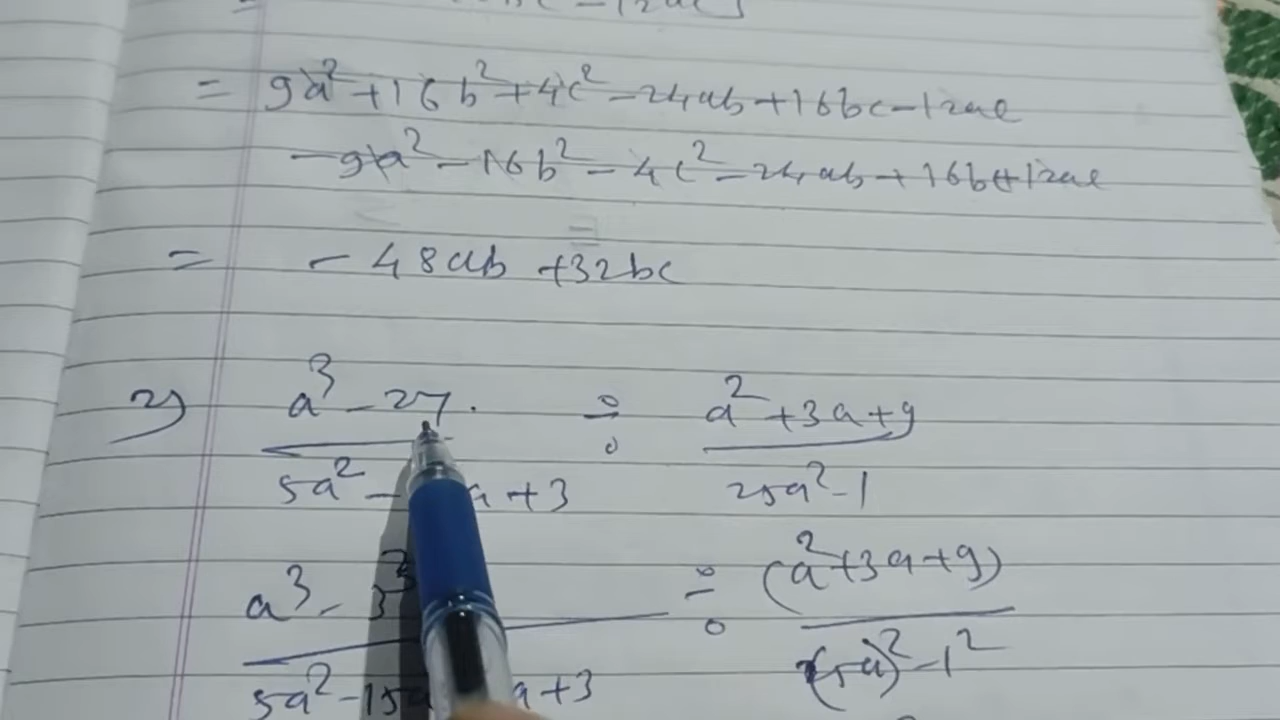 = 9a² + 16b² + 4c² - 24ab + 16bc - 12ac
- 9a² - 16b² - 4c² - 24ab + 16bc + 12ac
= - 48ab + 32bc
2) a³ - 27 ÷ a² + 3a + 9
5a² - a + 3 25a² - 1
a³ - 3³ ÷ (a² + 3a + 9)
5a² - 15a a + 3 (5a)² - 1²